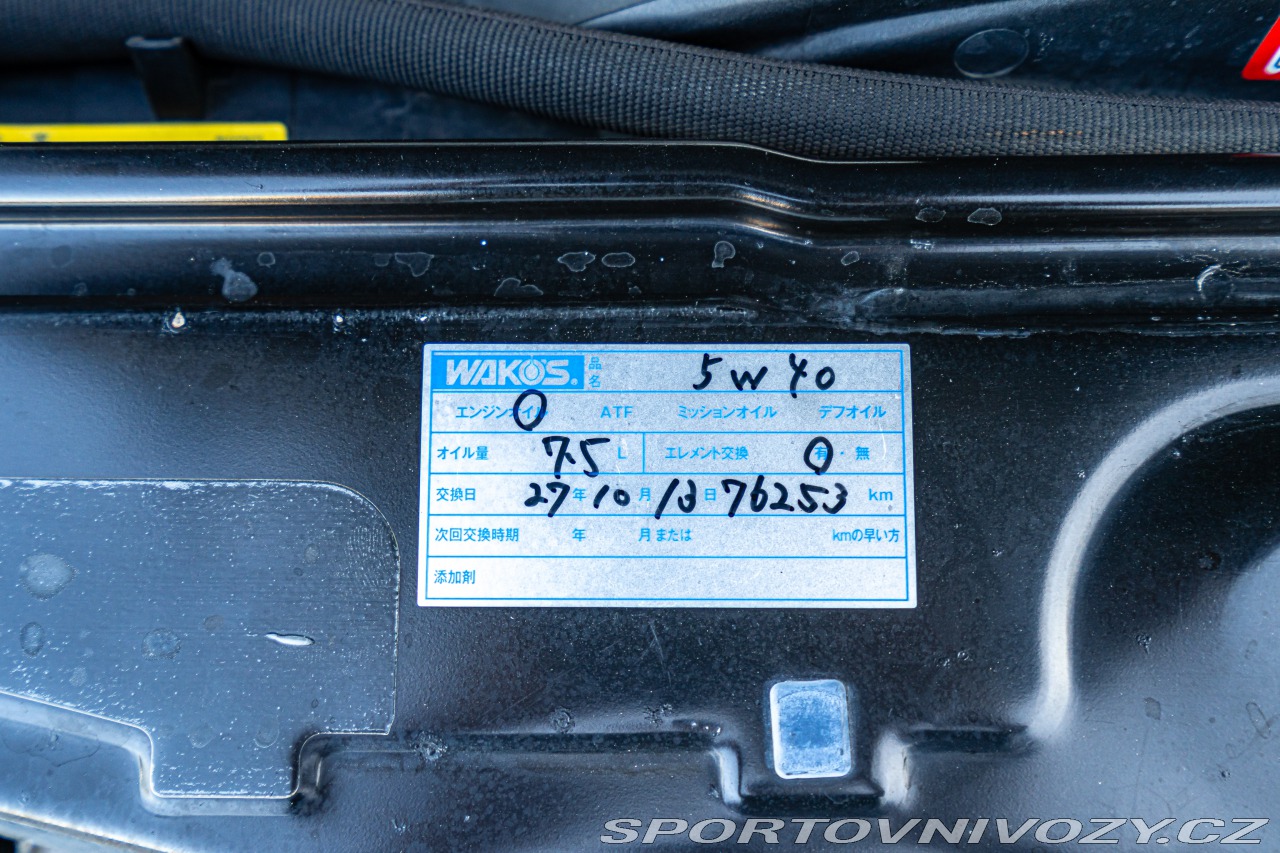 WAKO'S. 品名 5W40
エンジンオイル ATF ミッションオイル デフオイル
オイル量 7.5 L エレメント交換 有・無
交換日 27年10月13日 76253 km
次回交換時期 年 月または kmの早い方
添加剤
SPORTOVNIVOZY.CZ